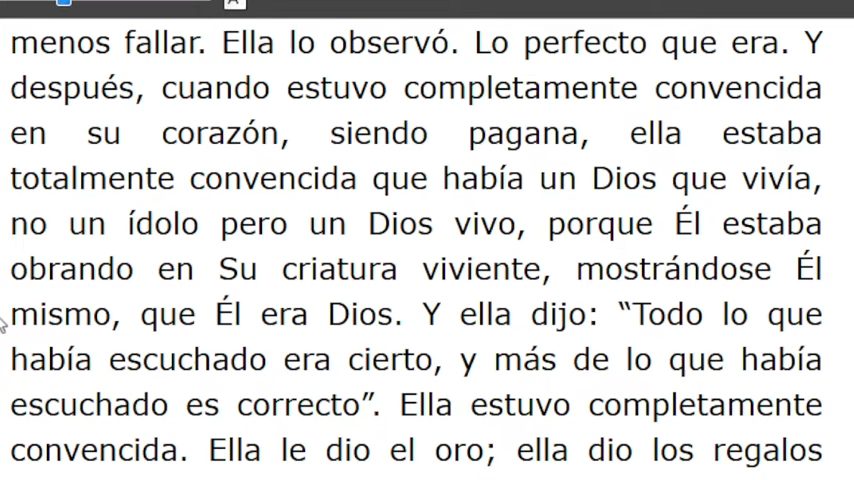 menos fallar. Ella lo observó. Lo perfecto que era. Y
después, cuando estuvo completamente convencida
en su corazón, siendo pagana, ella estaba
totalmente convencida que había un Dios que vivía,
no un ídolo pero un Dios vivo, porque Él estaba
obrando en Su criatura viviente, mostrándose Él
mismo, que Él era Dios. Y ella dijo: “Todo lo que
había escuchado era cierto, y más de lo que había
escuchado es correcto”. Ella estuvo completamente
convencida. Ella le dio el oro; ella dio los regalos